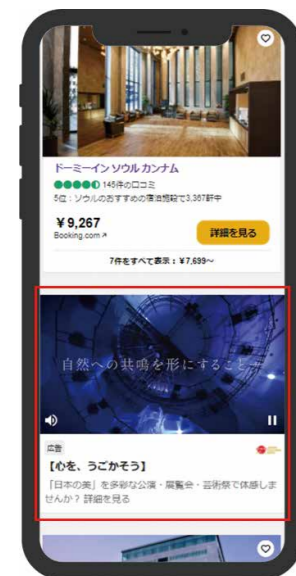 ドーミーイン ソウル カンナム
145件の口コミ
5位：ソウルのおすすめの宿泊施設で3,367軒中
￥9,267
Booking.com
詳細を見る
7件をすべて表示：￥7,699～
自然への共鳴を形にすること
広告
【心を、うごかそう】
「日本の美」を多彩な公演・展覧会・芸術祭で体感しま
せんか？ 詳細を見る